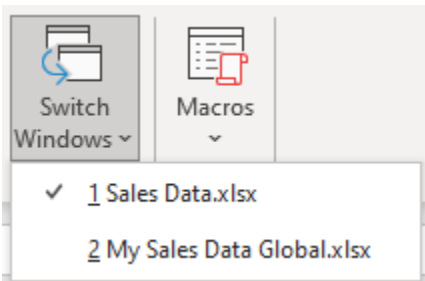 Switch
Windows
Macros
1 Sales Data.xlsx
2 My Sales Data Global.xlsx